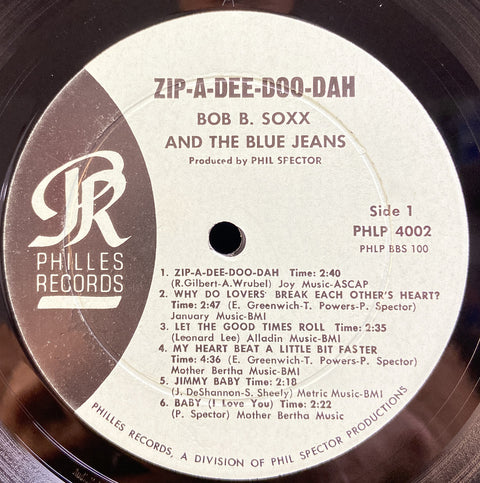 ZIP-A-DEE-DOO-DAH
BOB B. SOXX
AND THE BLUE JEANS
Produced by PHIL SPECTOR
PR
PHILLES
RECORDS
Side 1
PHLP 4002
PHLP BBS 100
1. ZIP-A-DEE-DOO-DAH Time: 2:40
(R.Gilbert-A.Wrubel) Joy Music-ASCAP
2. WHY DO LOVERS BREAK EACH OTHER'S HEART?
Time: 2:47 (E. Greenwich-T. Powers-P. Spector)
January Music-BMI
3. LET THE GOOD TIMES ROLL Time: 2:35
(Leonard Lee) Alladin Music-BMI
4. MY HEART BEAT A LITTLE BIT FASTER
Time: 4:36 (E. Greenwich-T. Powers-P. Spector)
Mother Bertha Music-BMI
5. JIMMY BABY Time: 2:18
(J. DeShannon-S. Sheely) Metric Music-BMI
6. BABY (I Love You) Time: 2:22
(P. Spector) Mother Bertha Music
PHILLES RECORDS, A DIVISION OF PHIL SPECTOR PRODUCTIONS